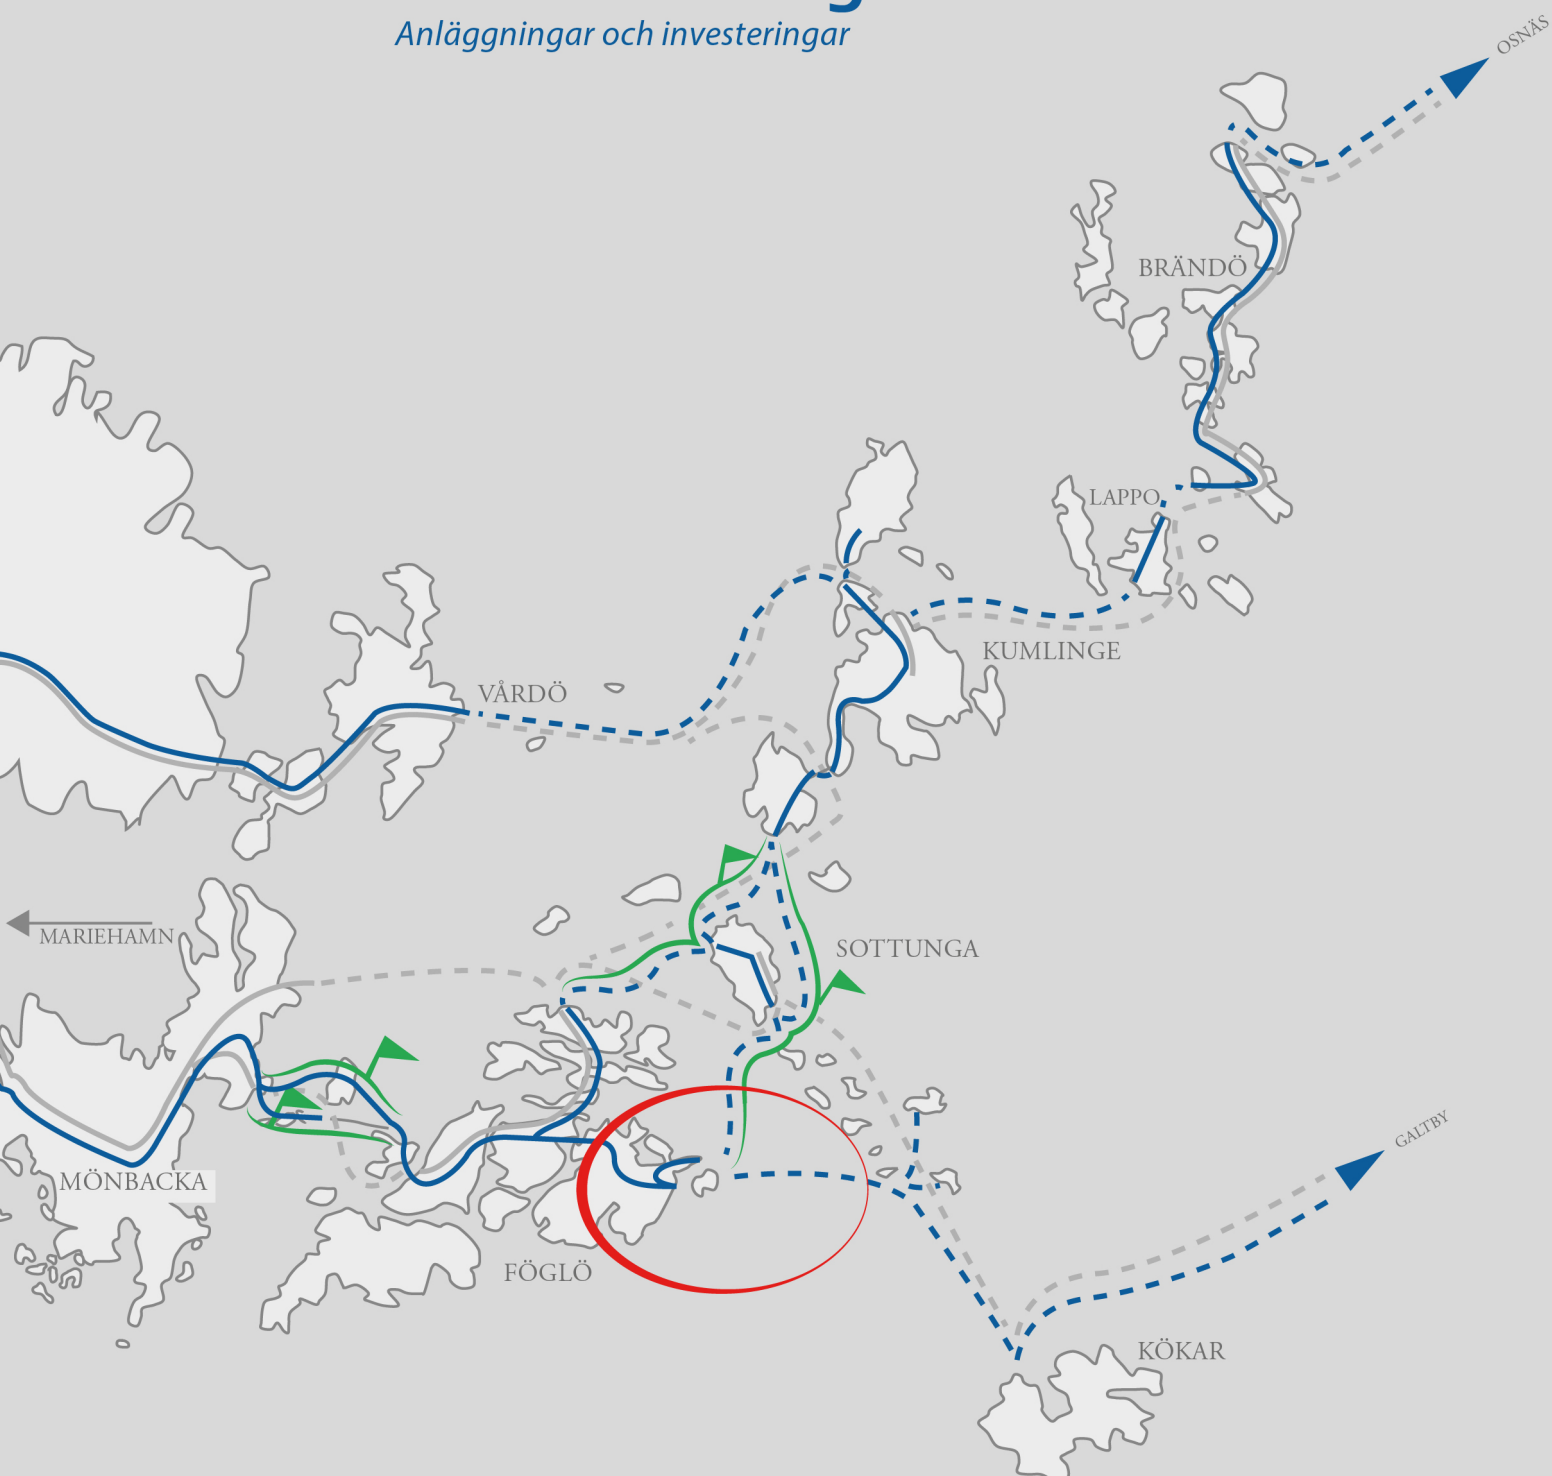 Anläggningar och investeringar
OSNÄS
BRÄNDÖ
LAPPO
KUMLINGE
VÅRDÖ
MARIEHAMN
SOTTUNGA
MÖNBACKA
GALTBY
FÖGLÖ
KÖKAR